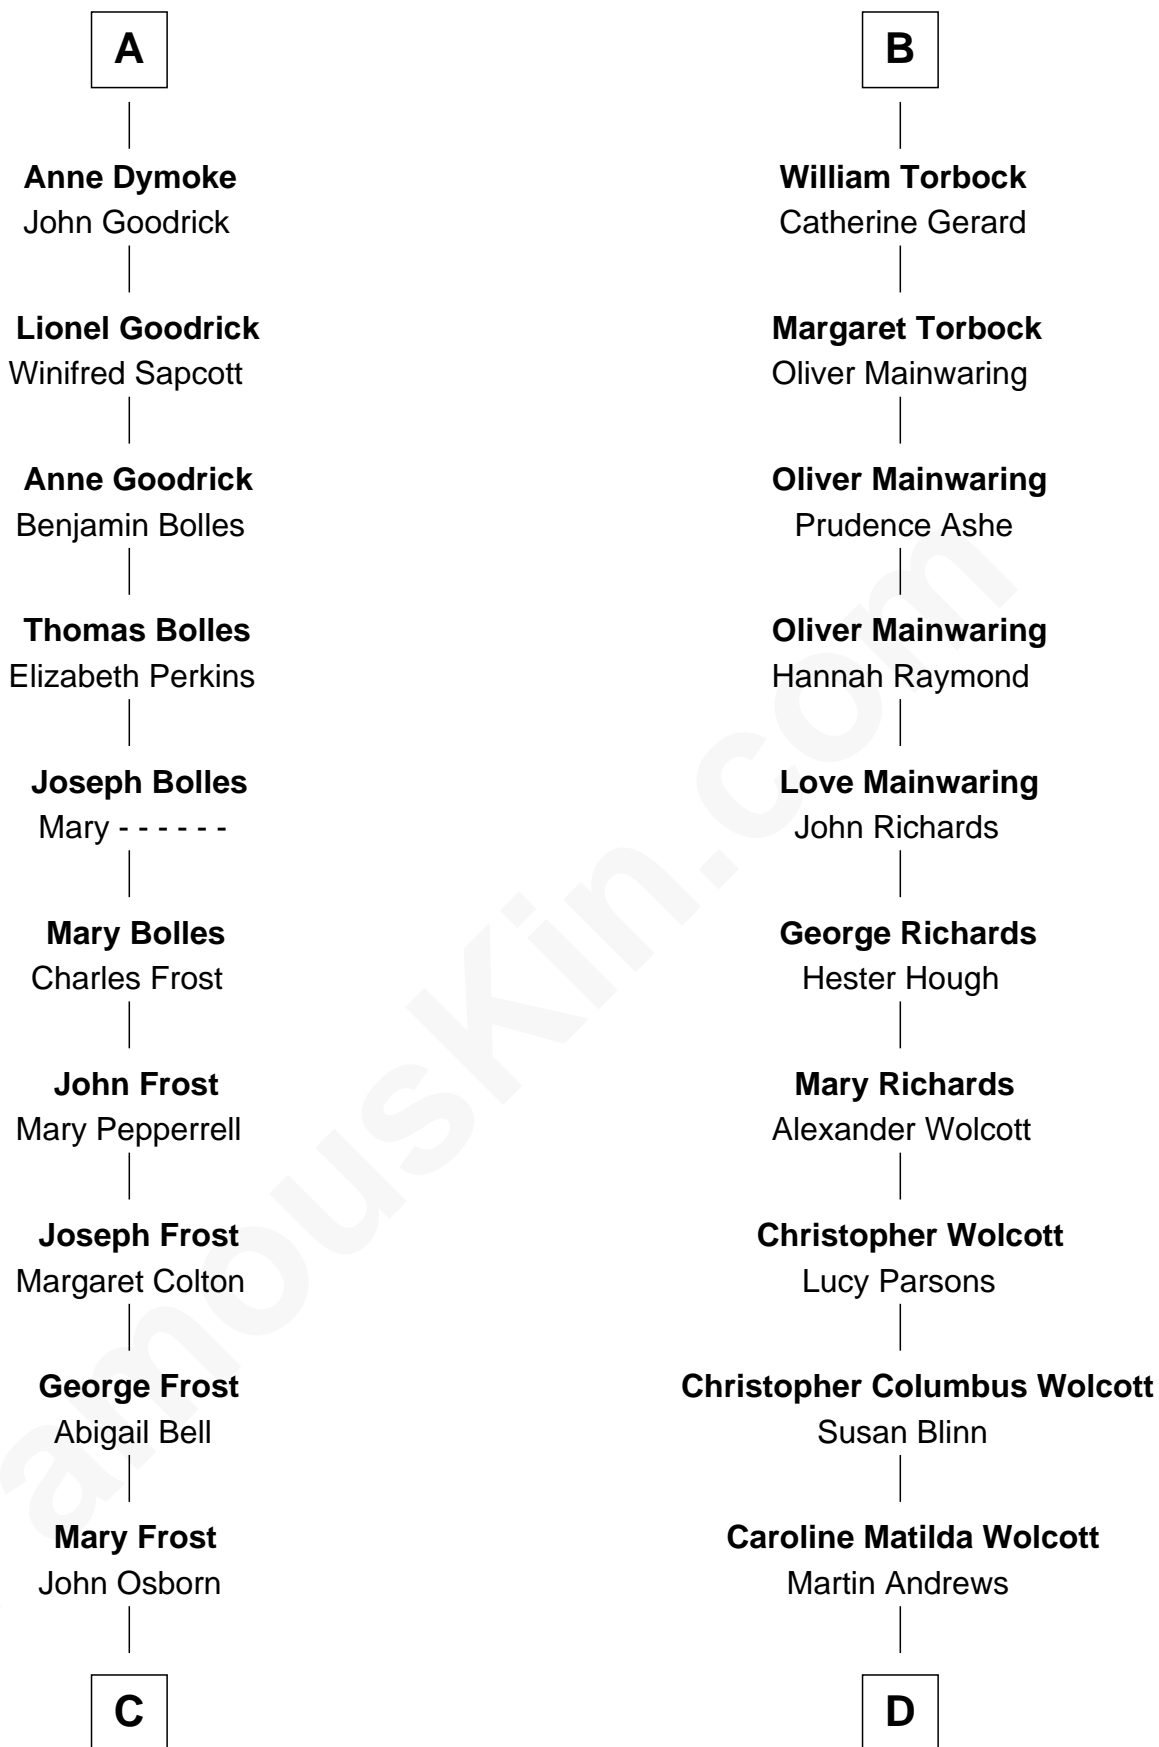 A
Anne Dymoke
John Goodrick
Lionel Goodrick
Winifred Sapcott
Anne Goodrick
Benjamin Bolles
Thomas Bolles
Elizabeth Perkins
Joseph Bolles
Mary - - - - - -
Mary Bolles
Charles Frost
John Frost
Mary Pepperrell
Joseph Frost
Margaret Colton
George Frost
Abigail Bell
Mary Frost
John Osborn
C
B
William Torbock
Catherine Gerard
Margaret Torbock
Oliver Mainwaring
Oliver Mainwaring
Prudence Ashe
Oliver Mainwaring
Hannah Raymond
Love Mainwaring
John Richards
George Richards
Hester Hough
Mary Richards
Alexander Wolcott
Christopher Wolcott
Lucy Parsons
Christopher Columbus Wolcott
Susan Blinn
Caroline Matilda Wolcott
Martin Andrews
D
amousKin.com